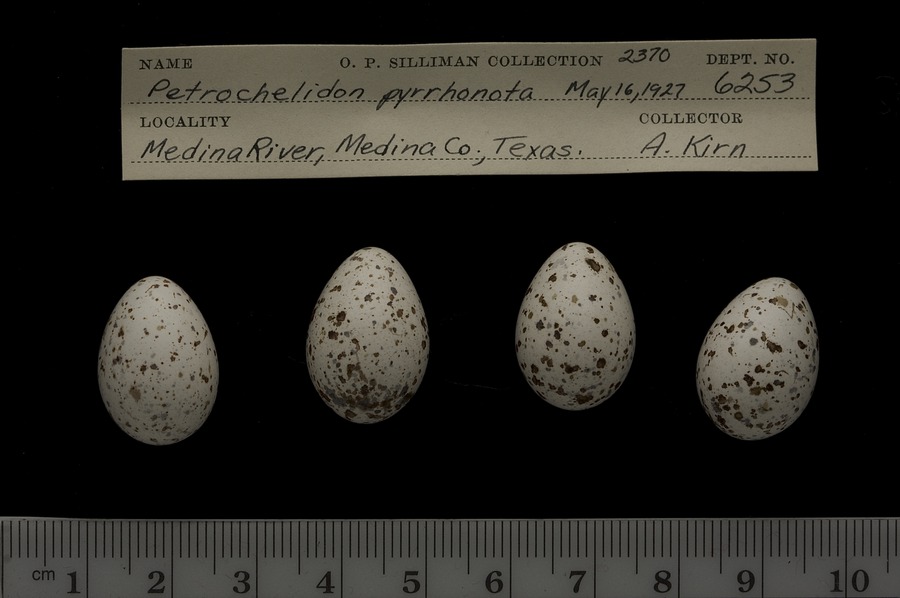 NAME O. P. SILLIMAN COLLECTION 2370 DEPT. NO.
Petrochelidon pyrrhonota May 16, 1927 6253
LOCALITY COLLECTOR
Medina River, Medina Co., Texas. A. Kirn
cm 1 2 3 4 5 6 7 8 9 10